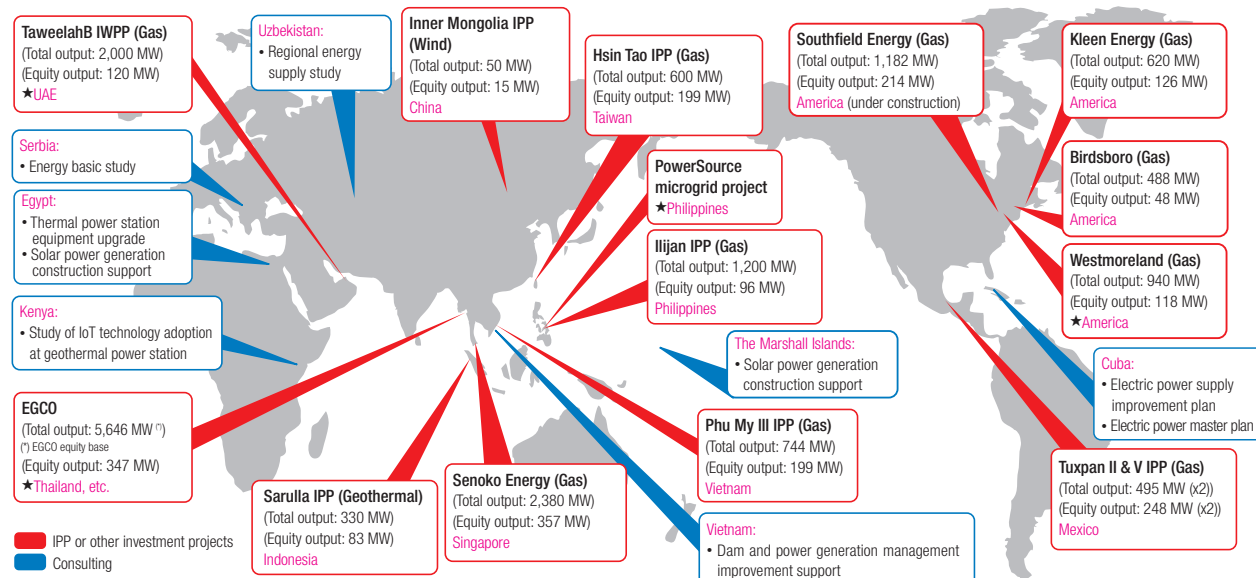 TaweelahB IWPP (Gas)
(Total output: 2,000 MW)
(Equity output: 120 MW)
★UAE
Uzbekistan:
• Regional energy
supply study
Inner Mongolia IPP
(Wind)
(Total output: 50 MW)
(Equity output: 15 MW)
China
Hsin Tao IPP (Gas)
(Total output: 600 MW)
(Equity output: 199 MW)
Taiwan
Southfield Energy (Gas)
(Total output: 1,182 MW)
(Equity output: 214 MW)
America (under construction)
Kleen Energy (Gas)
(Total output: 620 MW)
(Equity output: 126 MW)
America
Serbia:
• Energy basic study
PowerSource
microgrid project
★Philippines
Birdsboro (Gas)
(Total output: 488 MW)
(Equity output: 48 MW)
America
Egypt:
• Thermal power station
equipment upgrade
• Solar power generation
construction support
Ilijan IPP (Gas)
(Total output: 1,200 MW)
(Equity output: 96 MW)
Philippines
Westmoreland (Gas)
(Total output: 940 MW)
(Equity output: 118 MW)
★America
Kenya:
• Study of IoT technology adoption
at geothermal power station
The Marshall Islands:
• Solar power generation
construction support
Cuba:
• Electric power supply
improvement plan
• Electric power master plan
EGCO
(Total output: 5,646 MW (*))
(*) EGCO equity base
(Equity output: 347 MW)
★Thailand, etc.
Sarulla IPP (Geothermal)
(Total output: 330 MW)
(Equity output: 83 MW)
Indonesia
Senoko Energy (Gas)
(Total output: 2,380 MW)
(Equity output: 357 MW)
Singapore
Phu My III IPP (Gas)
(Total output: 744 MW)
(Equity output: 199 MW)
Vietnam
Tuxpan II & V IPP (Gas)
(Total output: 495 MW (x2))
(Equity output: 248 MW (x2))
Mexico
Vietnam:
• Dam and power generation management
improvement support
IPP or other investment projects
Consulting